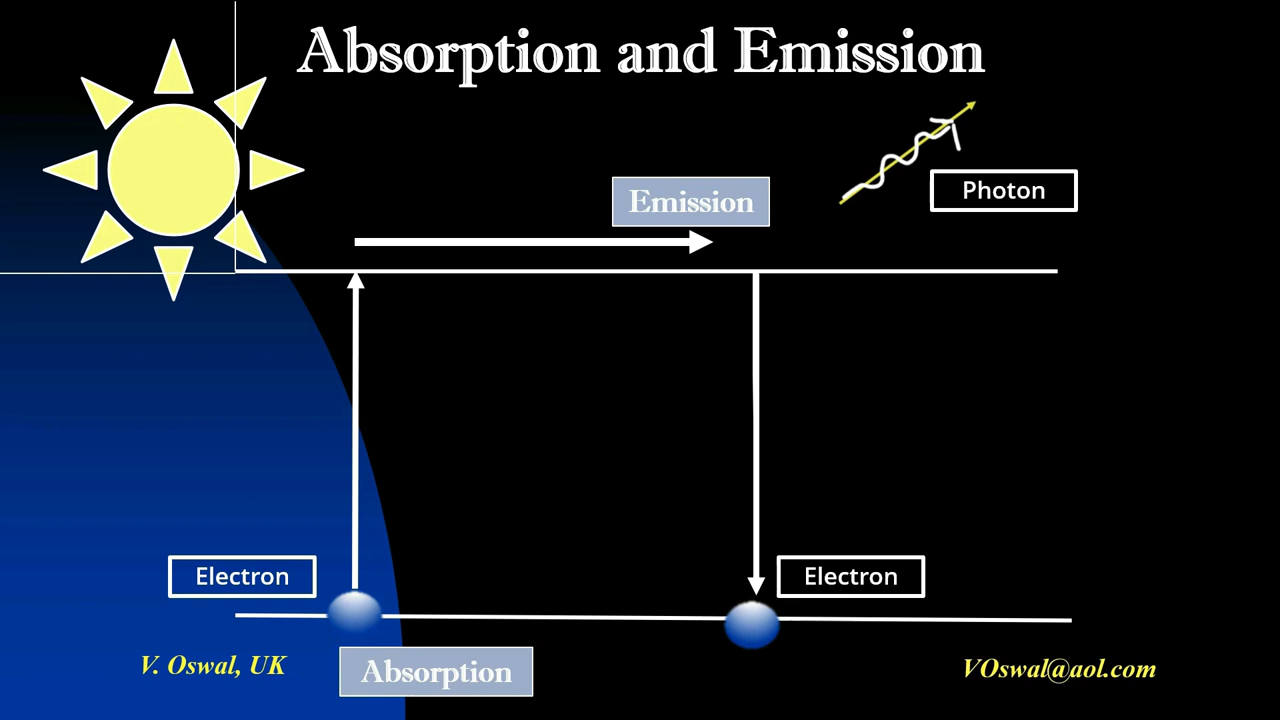 Absorption and Emission
Photon
Emission
Electron
Electron
V. Oswal, UK
Absorption
VOswal@aol.com